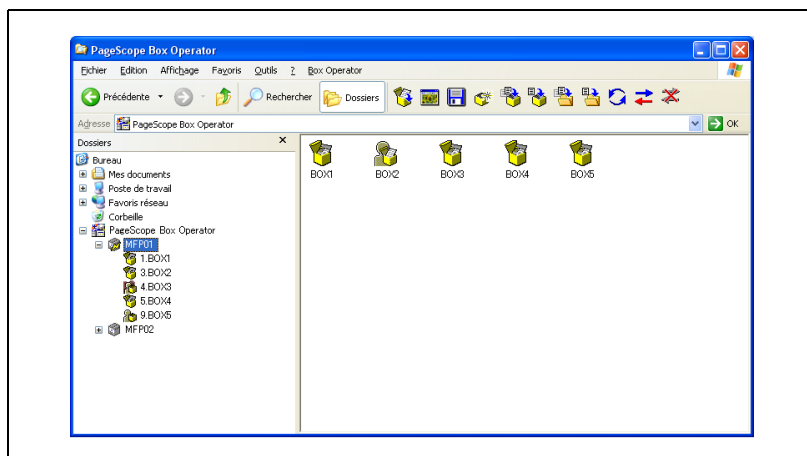 PageScope Box Operator
Fichier Edition Affichage Favoris Outils ? Box Operator
Précédente Rechercher Dossiers
Adresse PageScope Box Operator OK
Dossiers
Bureau
Mes documents
Poste de travail
Favoris réseau
Corbeille
PageScope Box Operator
MFP01
1.BOX1
3.BOX2
4.BOX3
5.BOX4
9.BOX5
MFP02
BOX1 BOX2 BOX3 BOX4 BOX5